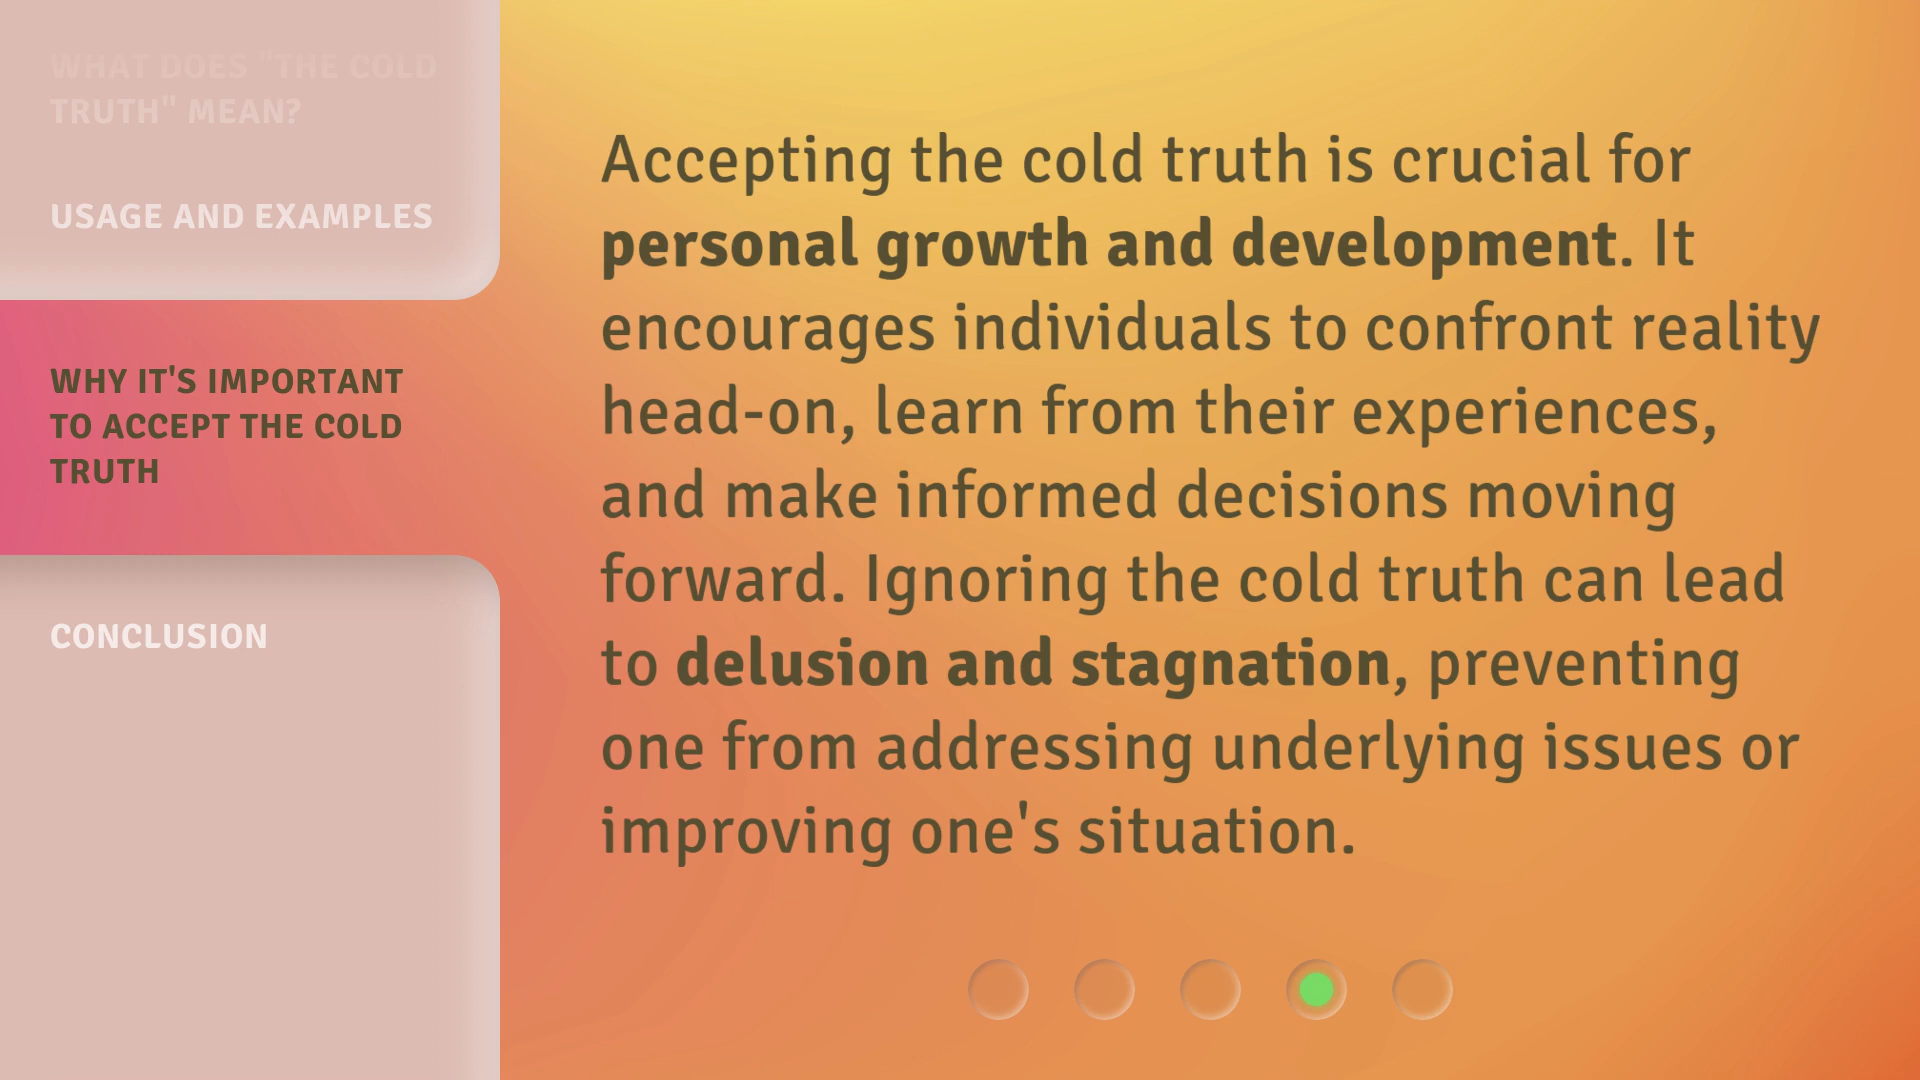 WHAT DOES "THE COLD
TRUTH" MEAN?
USAGE AND EXAMPLES
WHY IT'S IMPORTANT
TO ACCEPT THE COLD
TRUTH
CONCLUSION
Accepting the cold truth is crucial for
personal growth and development. It
encourages individuals to confront reality
head-on, learn from their experiences,
and make informed decisions moving
forward. Ignoring the cold truth can lead
to delusion and stagnation, preventing
one from addressing underlying issues or
improving one's situation.